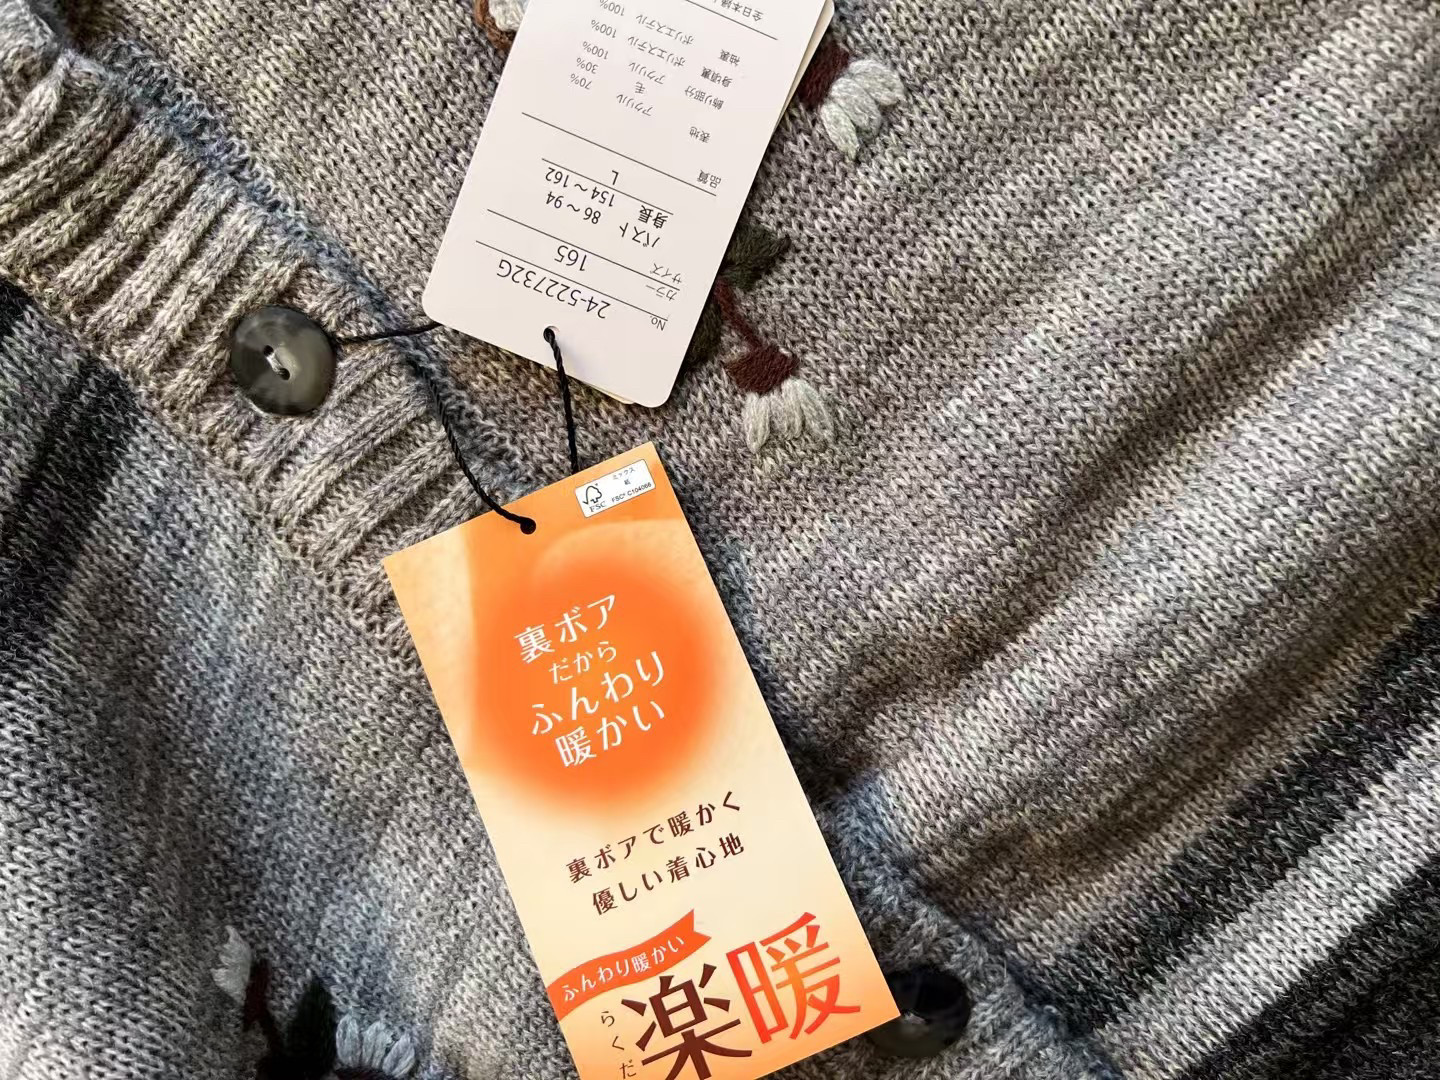 No. 24-522732G
カラー 165
サイズ バスト 86～94
身長 154～162
L
品質
表地 アクリル 70%
毛 30%
飾り部分 アクリル 100%
身頃裏 ポリエステル 100%
袖裏 ポリエステル 100%
全日本婦
ミックス
紙
FSC
FSC® C104066
裏ボア
だから
ふんわり
暖かい
裏ボアで暖かく
優しい着心地
ふんわり暖かい
らくだ
楽暖